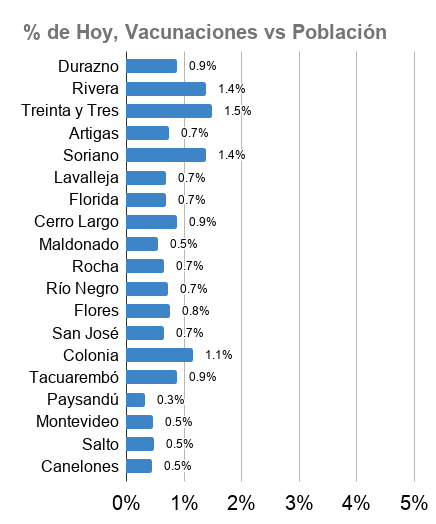 % de Hoy, Vacunaciones vs Población
Durazno 0.9%
Rivera 1.4%
Treinta y Tres 1.5%
Artigas 0.7%
Soriano 1.4%
Lavalleja 0.7%
Florida 0.7%
Cerro Largo 0.9%
Maldonado 0.5%
Rocha 0.7%
Río Negro 0.7%
Flores 0.8%
San José 0.7%
Colonia 1.1%
Tacuarembó 0.9%
Paysandú 0.3%
Montevideo 0.5%
Salto 0.5%
Canelones 0.5%
0% 1% 2% 3% 4% 5%